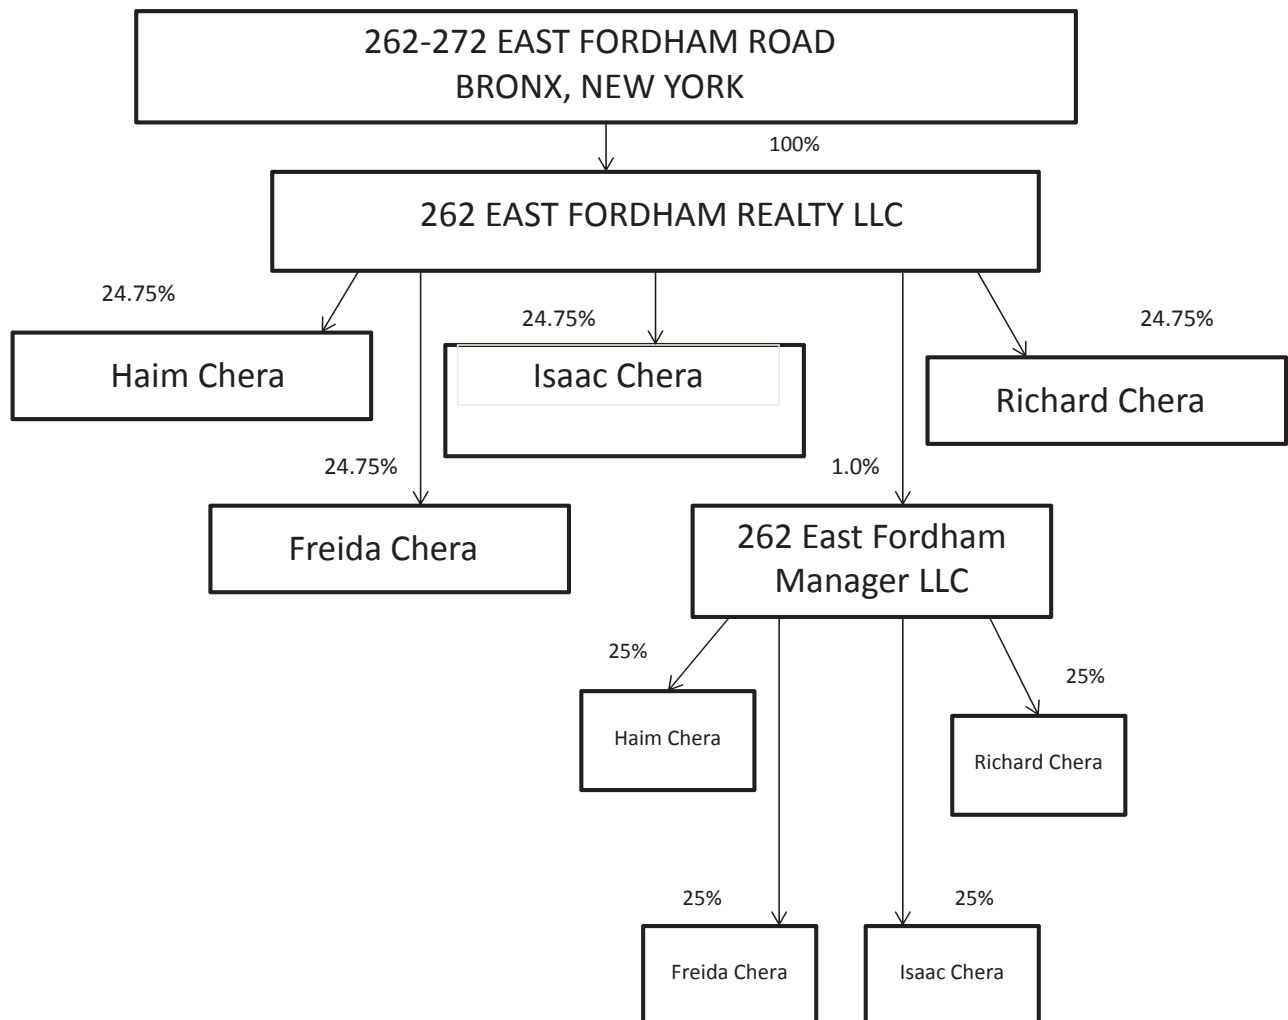 262-272 EAST FORDHAM ROAD
BRONX, NEW YORK
100%
262 EAST FORDHAM REALTY LLC
24.75%
24.75%
24.75%
Haim Chera
Isaac Chera
Richard Chera
24.75%
1.0%
Freida Chera
262 East Fordham
Manager LLC
25%
25%
Haim Chera
Richard Chera
25%
25%
Freida Chera
Isaac Chera